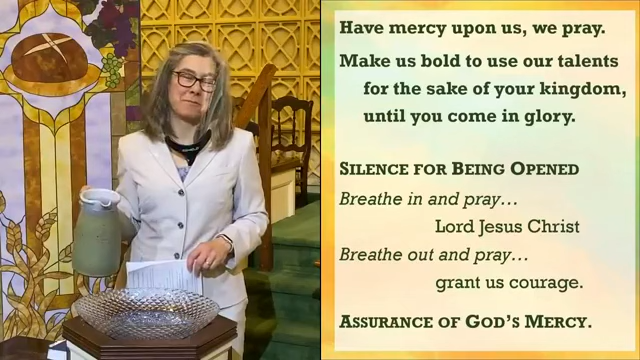 Have mercy upon us, we pray.
Make us bold to use our talents
for the sake of your kingdom,
until you come in glory.
SILENCE FOR BEING OPENED
Breathe in and pray…
Lord Jesus Christ
Breathe out and pray…
grant us courage.
ASSURANCE OF GOD'S MERCY.